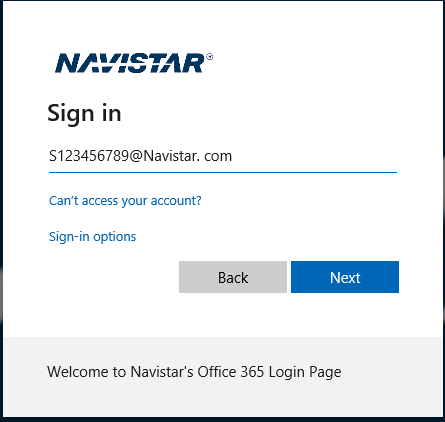 NAVISTAR®
Sign in
S123456789@Navistar. com
Can't access your account?
Sign-in options
Back Next
Welcome to Navistar's Office 365 Login Page